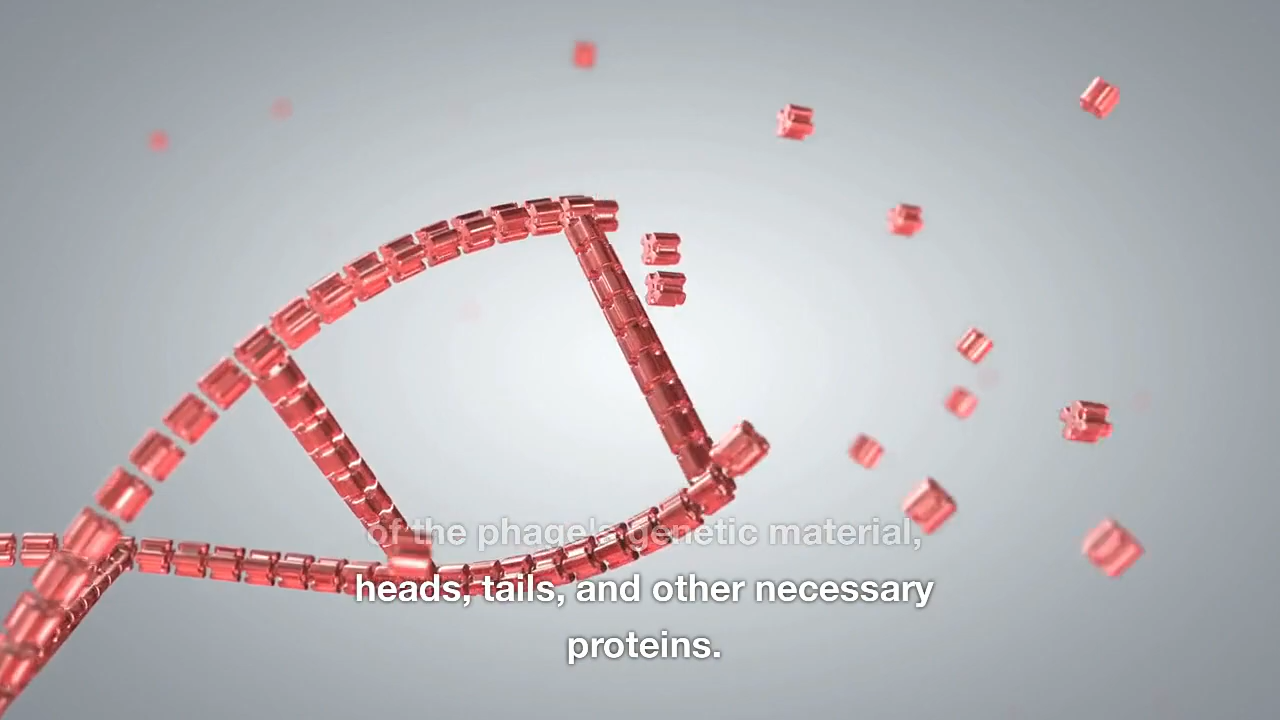 of the phage's genetic material,
heads, tails, and other necessary
proteins.